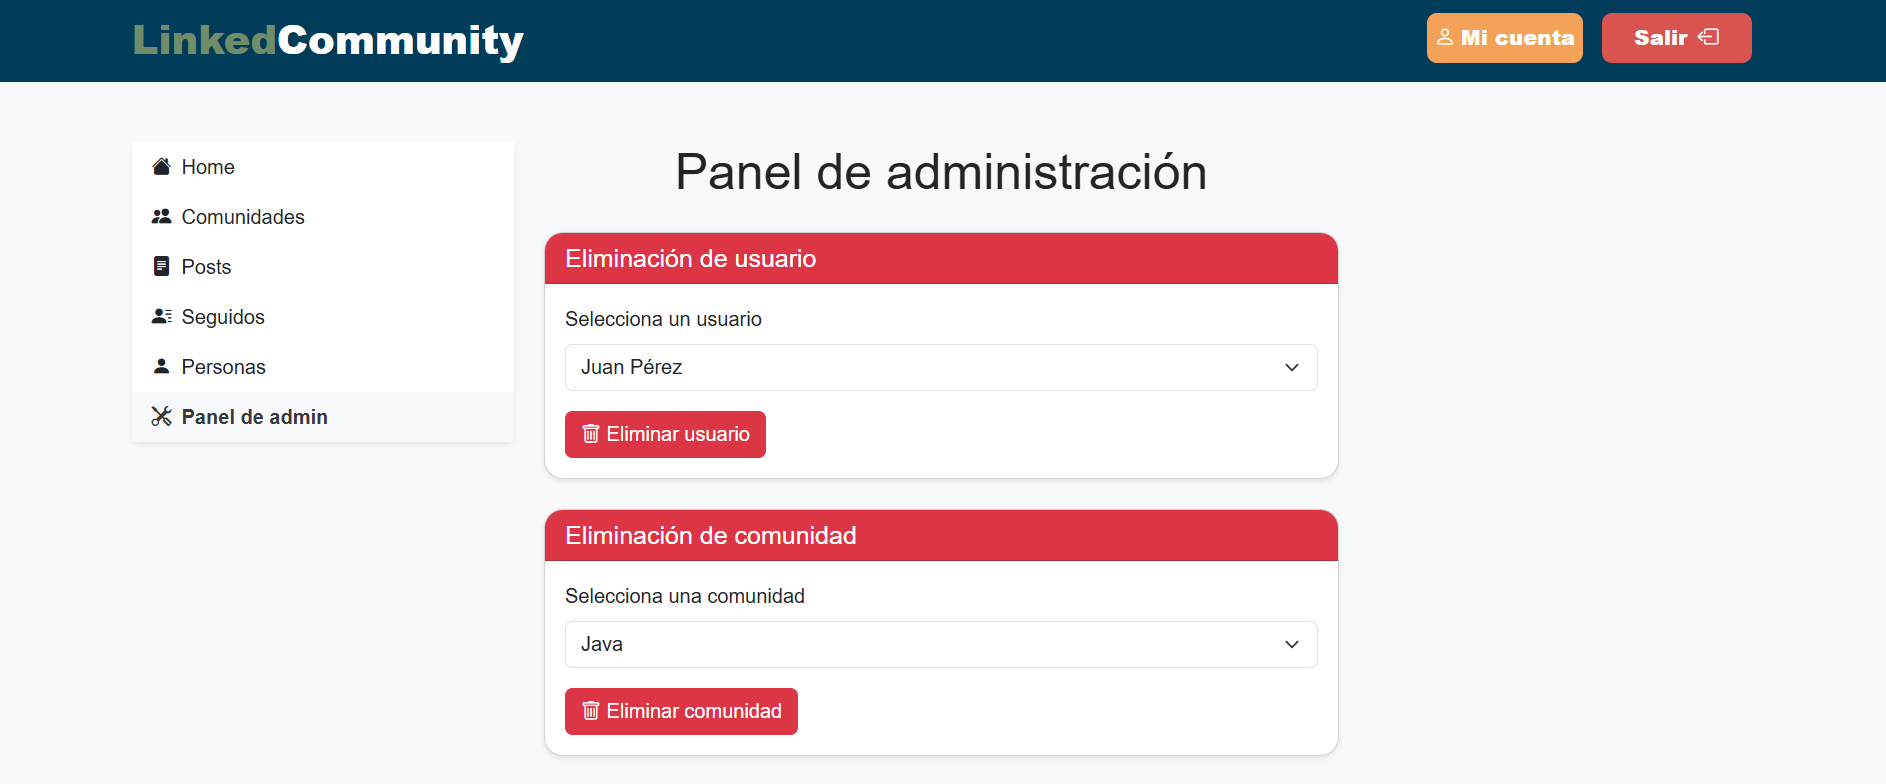 LinkedCommunity
Mi cuenta
Salir
Home
Comunidades
Posts
Seguidos
Personas
Panel de admin
Panel de administración
Eliminación de usuario
Selecciona un usuario
Juan Pérez
Eliminar usuario
Eliminación de comunidad
Selecciona una comunidad
Java
Eliminar comunidad